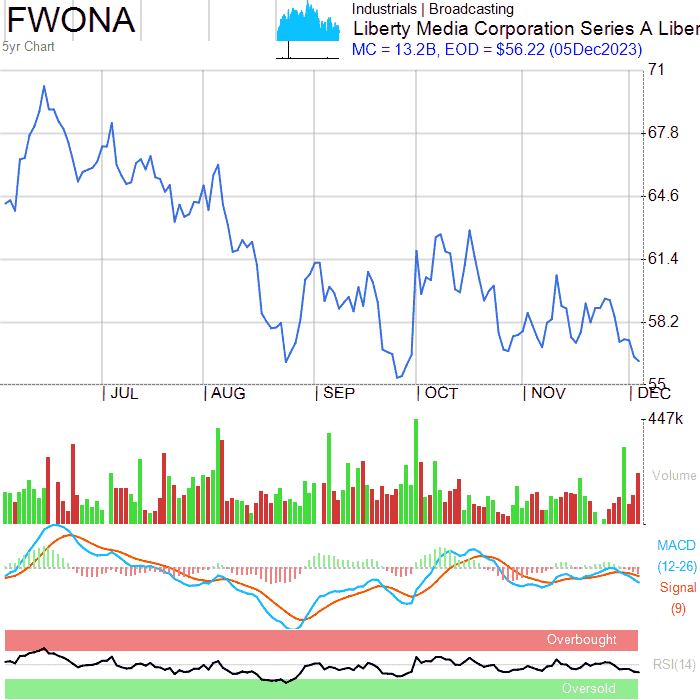 FWONA
5yr Chart
Industrials | Broadcasting
Liberty Media Corporation Series A Liber
MC = 13.2B, EOD = $56.22 (05Dec2023)
71
67.8
64.6
61.4
58.2
55
JUL AUG SEP OCT NOV DEC
447k
Volume
MACD
(12-26)
Signal
(9)
Overbought
RSI(14)
Oversold